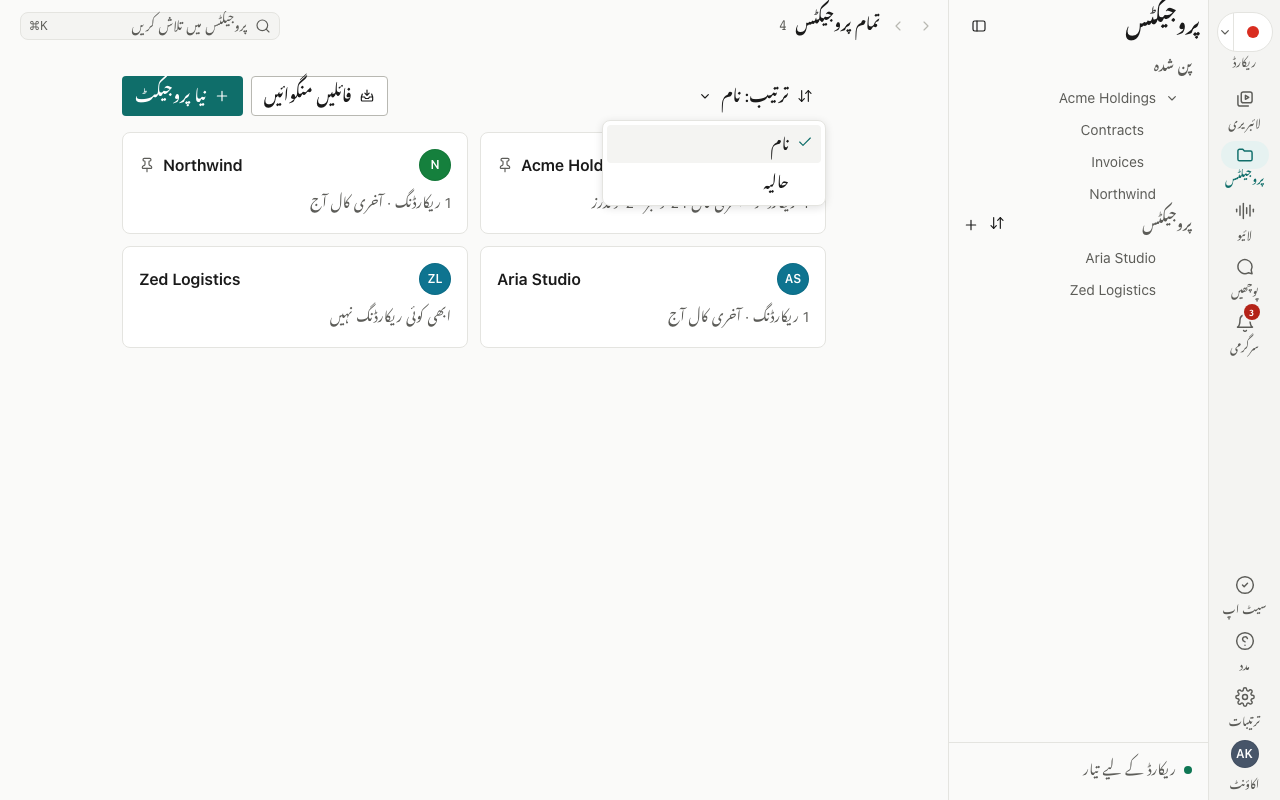 ریکارڈ
لائبریری
پروجیکٹس
لائیو
پوچھیں
3
سرگرمی
سیٹ اپ
مدد
ترتیبات
AK
اکاؤنٹ
پروجیکٹس
پن شدہ
Acme Holdings
Contracts
Invoices
Northwind
پروجیکٹس
Aria Studio
Zed Logistics
ریکارڈ کے لیے تیار
تمام پروجیکٹس 4
پروجیکٹس میں تلاش کریں ⌘K
ترتیب: نام
فائلیں منگوائیں
نیا پروجیکٹ
نام
حالیہ
Acme Hold
N Northwind
1 ریکارڈنگ · آخری کال آج
AS Aria Studio
1 ریکارڈنگ · آخری کال آج
ZL Zed Logistics
ابھی کوئی ریکارڈنگ نہیں